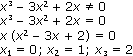 x³ − 3x² + 2x ≠ 0
x³ − 3x² + 2x = 0
x (x² − 3x + 2) = 0
x₁ = 0; x₂ = 1; x₃ = 2